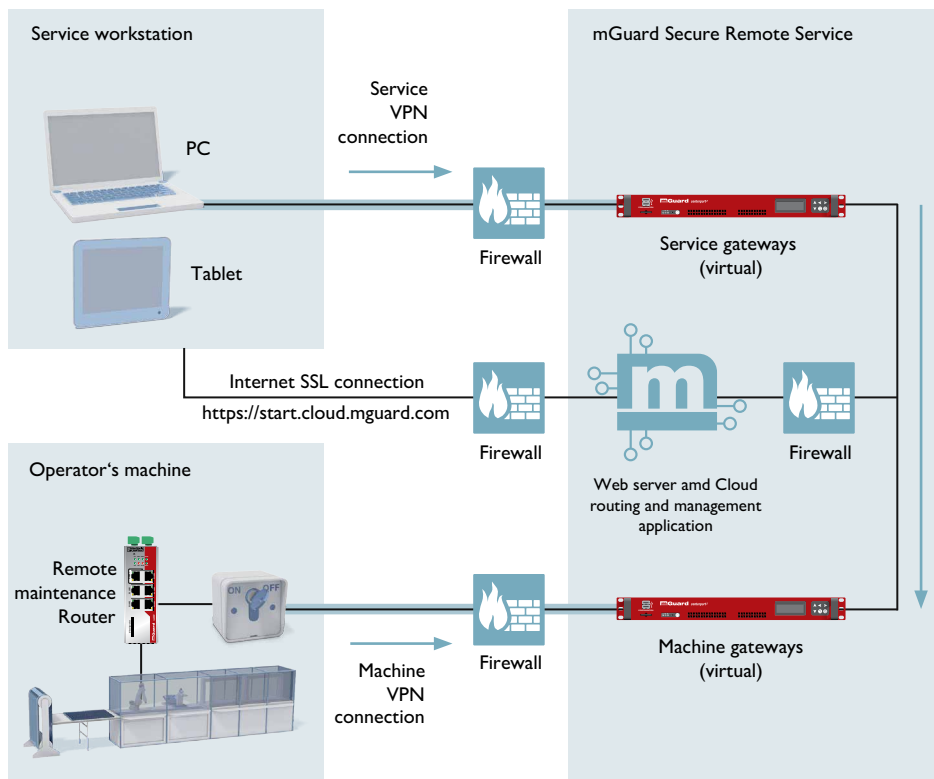 Service workstation
mGuard Secure Remote Service
Service
VPN
connection
PC
Firewall
mGuard
Service gateways
(virtual)
Tablet
Internet SSL connection
https://start.cloud.mguard.com
Firewall
m
Firewall
Web server amd Cloud
routing and management
application
Operator‘s machine
Remote
maintenance
Router
ON
OFF
Machine
VPN
connection
Firewall
mGuard
Machine gateways
(virtual)